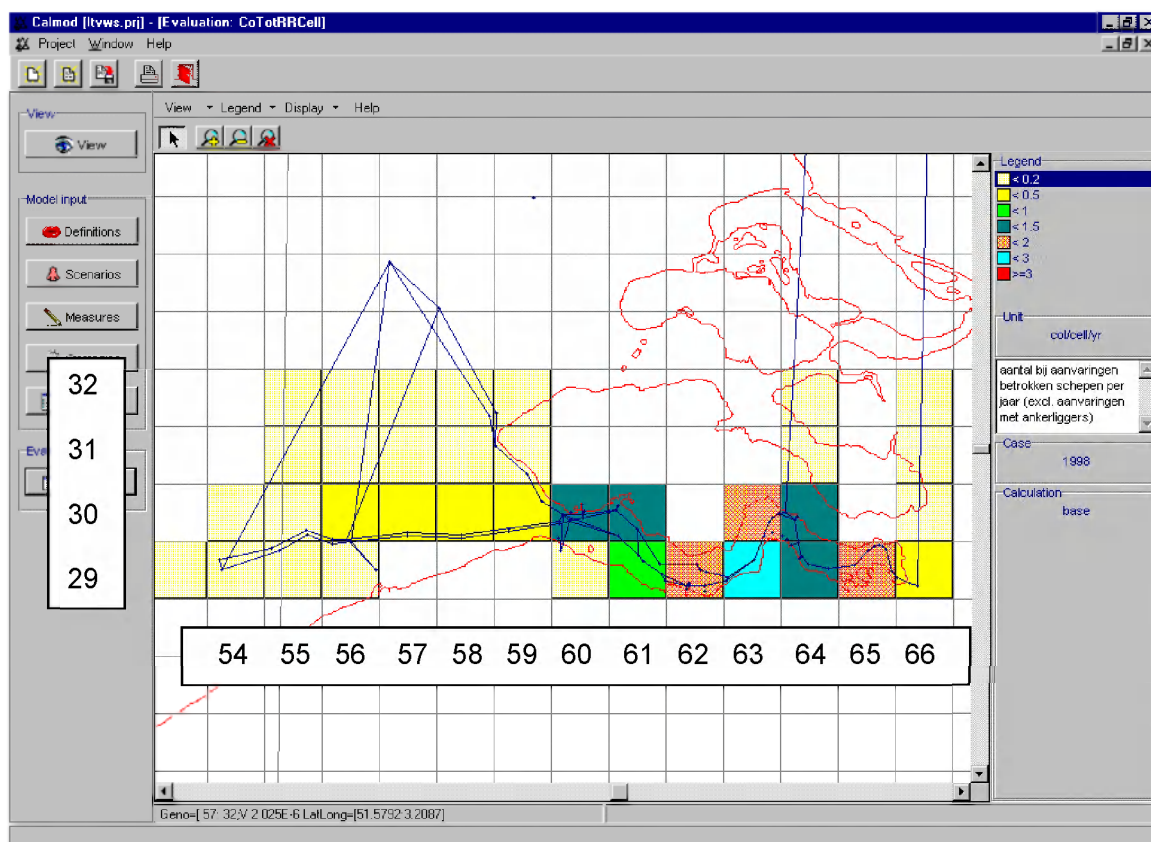 Calmod [ltvws.prj] - [Evaluation: CoTotRRCell]
Project Window Help
View Legend Display Help
View
View
Model input
Definitions
Scenarios
Measures
32
31
30
29
54 55 56 57 58 59 60 61 62 63 64 65 66
Legend
< 0.2
< 0.5
< 1
< 1.5
< 2
< 3
>=3
Unit
col/cell/yr
aantal bij aanvaringen
betrokken schepen per
jaar (excl. aanvaringen
met ankerliggers)
Case
1998
Calculation
base
Geno=[ 57: 32;V 2.025E-6 LatLong=[51.5792:3.2087]